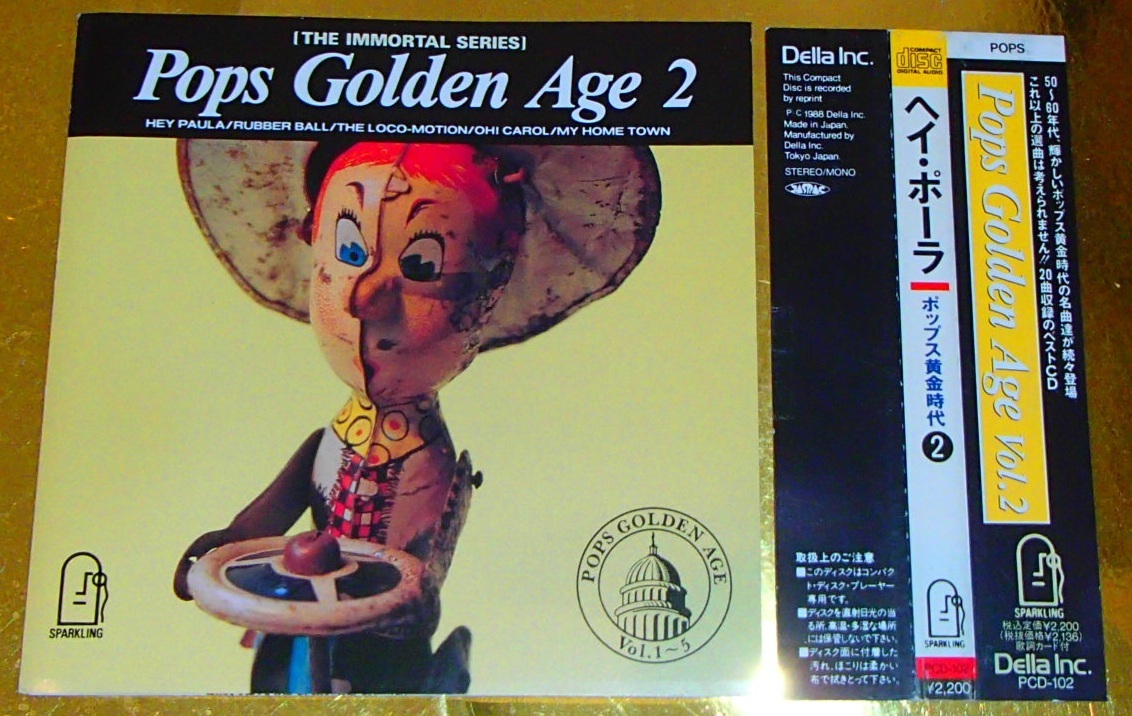 [THE IMMORTAL SERIES]
Pops Golden Age 2
HEY PAULA/RUBBER BALL/THE LOCO-MOTION/OH! CAROL/MY HOME TOWN
SPARKLING
POPS GOLDEN AGE
Vol.1~5
Della Inc.
This Compact
Disc is recorded
by reprint
P·C 1988 Della Inc.
Made in Japan.
Manufactured by
Della Inc.
Tokyo Japan.
STEREO/MONO
JASRAC
取扱上のご注意
■このディスクはコンパク
ト・ディスク・プレーヤー
専用です。
■ディスクを直射日光の当
る所、高温・多湿な場所
には保管しないで下さい。
■ディスク面に付着した
汚れ、ほこりは柔かい
布で拭きとって下さい。
COMPACT
disc
DIGITAL AUDIO
ヘイ・ポーラ
ポップス黄金時代2
SPARKLING
PCD-102
¥2,200
POPS
50~60年代、輝かしいポップス黄金時代の名曲達が続々登場
これ以上の選曲は考えられません!!20曲収録のベストCD
Pops Golden Age Vol.2
SPARKLING
税込定価¥2,200
(税抜価格¥2,136)
歌詞カード付
Della Inc.
PCD-102